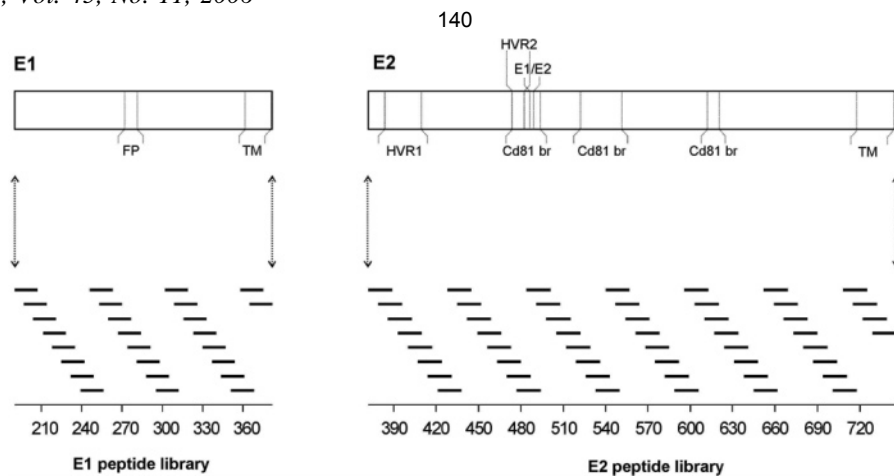 Vol. 45, No. 11, 2006
140
E1
E2
HVR2
E1/E2
FP
TM
HVR1
Cd81 br
Cd81 br
Cd81 br
TM
210 240 270 300 330 360
390 420 450 480 510 540 570 600 630 660 690 720
E1 peptide library
E2 peptide library